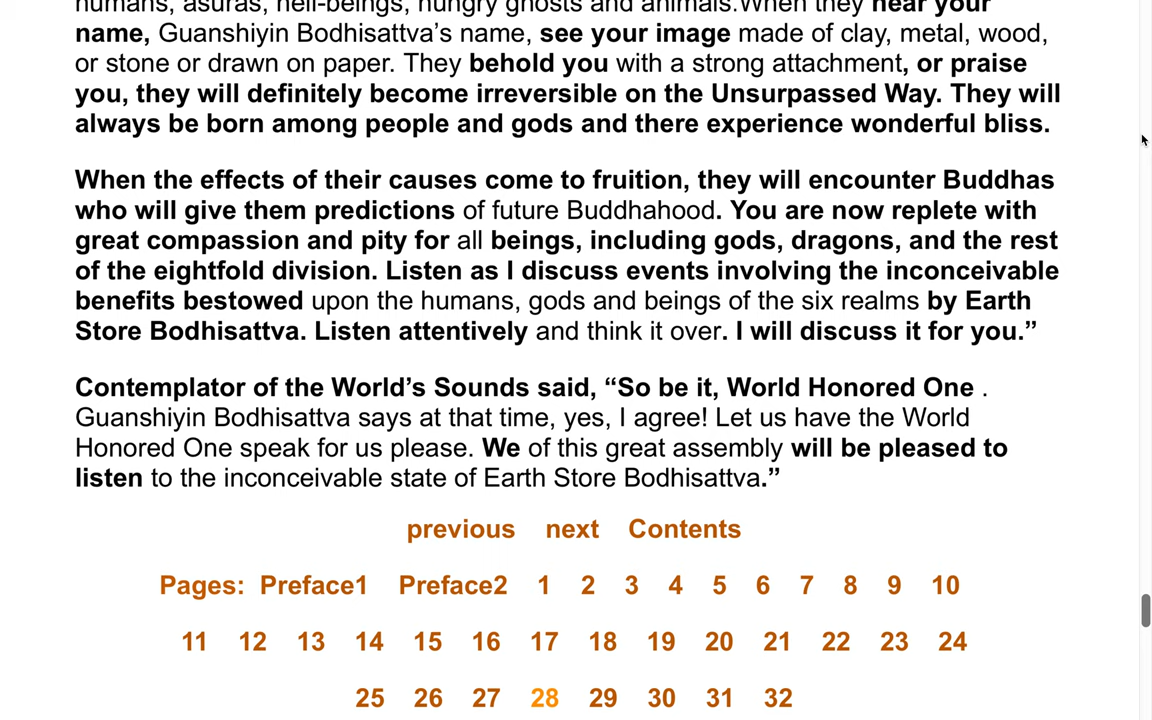 humans, asuras, hell-beings, hungry ghosts and animals.When they hear your
name, Guanshiyin Bodhisattva’s name, see your image made of clay, metal, wood,
or stone or drawn on paper. They behold you with a strong attachment, or praise
you, they will definitely become irreversible on the Unsurpassed Way. They will
always be born among people and gods and there experience wonderful bliss.
When the effects of their causes come to fruition, they will encounter Buddhas
who will give them predictions of future Buddhahood. You are now replete with
great compassion and pity for all beings, including gods, dragons, and the rest
of the eightfold division. Listen as I discuss events involving the inconceivable
benefits bestowed upon the humans, gods and beings of the six realms by Earth
Store Bodhisattva. Listen attentively and think it over. I will discuss it for you.”
Contemplator of the World’s Sounds said, “So be it, World Honored One .
Guanshiyin Bodhisattva says at that time, yes, I agree! Let us have the World
Honored One speak for us please. We of this great assembly will be pleased to
listen to the inconceivable state of Earth Store Bodhisattva.”
previous next Contents
Pages: Preface1 Preface2 1 2 3 4 5 6 7 8 9 10
11 12 13 14 15 16 17 18 19 20 21 22 23 24
25 26 27 28 29 30 31 32